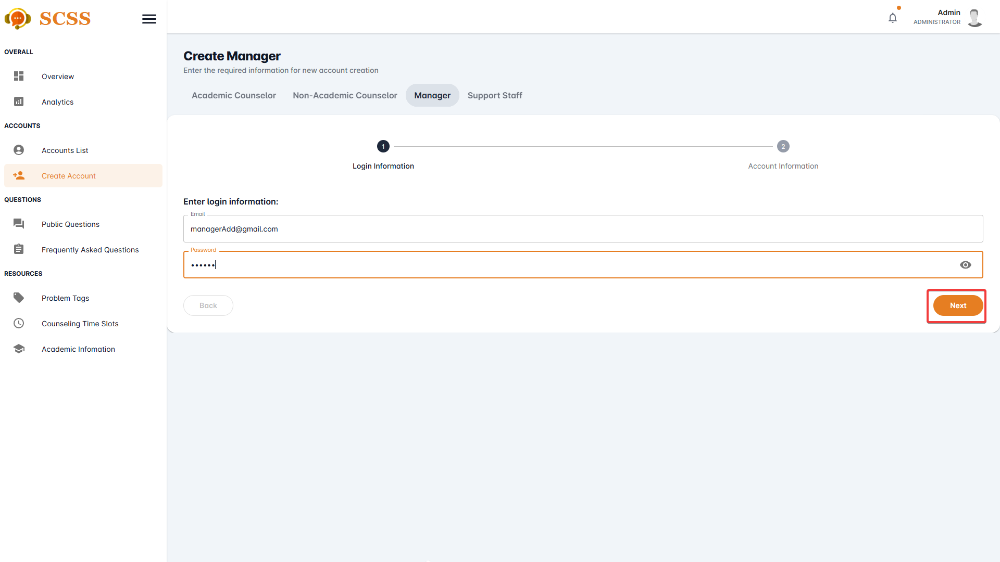 SCSS
Admin
ADMINISTRATOR
OVERALL
Overview
Analytics
ACCOUNTS
Accounts List
Create Account
QUESTIONS
Public Questions
Frequently Asked Questions
RESOURCES
Problem Tags
Counseling Time Slots
Academic Infomation
Create Manager
Enter the required information for new account creation
Academic Counselor Non-Academic Counselor Manager Support Staff
1 2
Login Information Account Information
Enter login information:
Email
managerAdd@gmail.com
Password
••••••
Back Next